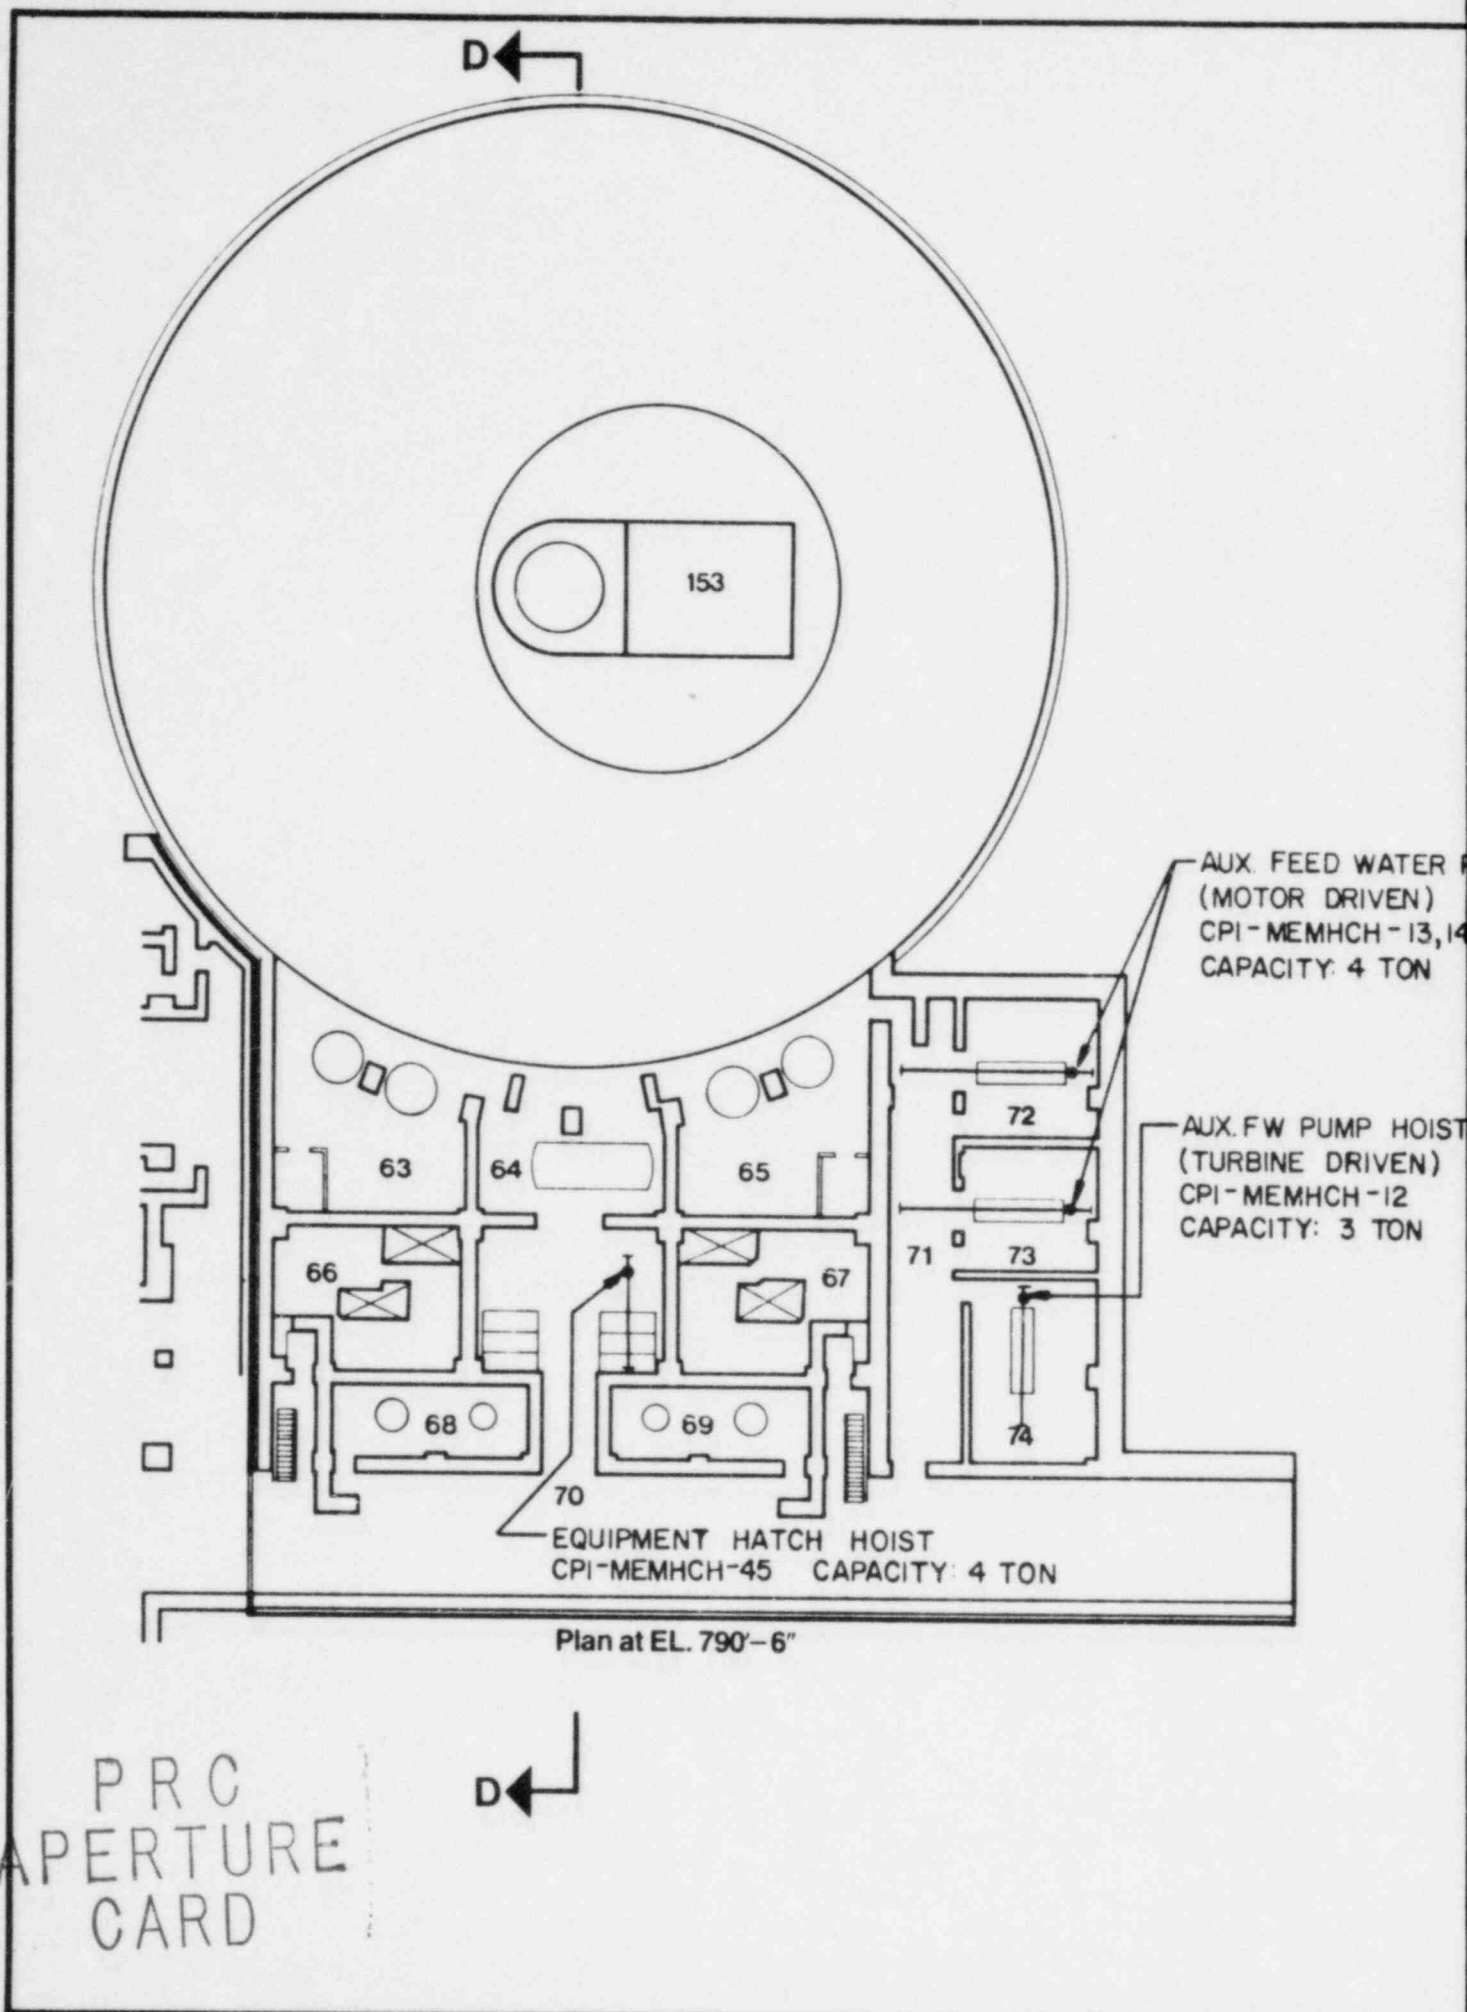 D
153
AUX. FEED WATER
(MOTOR DRIVEN)
CPI-MEMHCH-13,14
CAPACITY: 4 TON
72
AUX. FW PUMP HOIST
(TURBINE DRIVEN)
CPI-MEMHCH-12
CAPACITY: 3 TON
63
64
65
66
67
71
73
68
69
74
70
EQUIPMENT HATCH HOIST
CPI-MEMHCH-45 CAPACITY: 4 TON
Plan at EL. 790'-6"
D
PRC
APERTURE
CARD